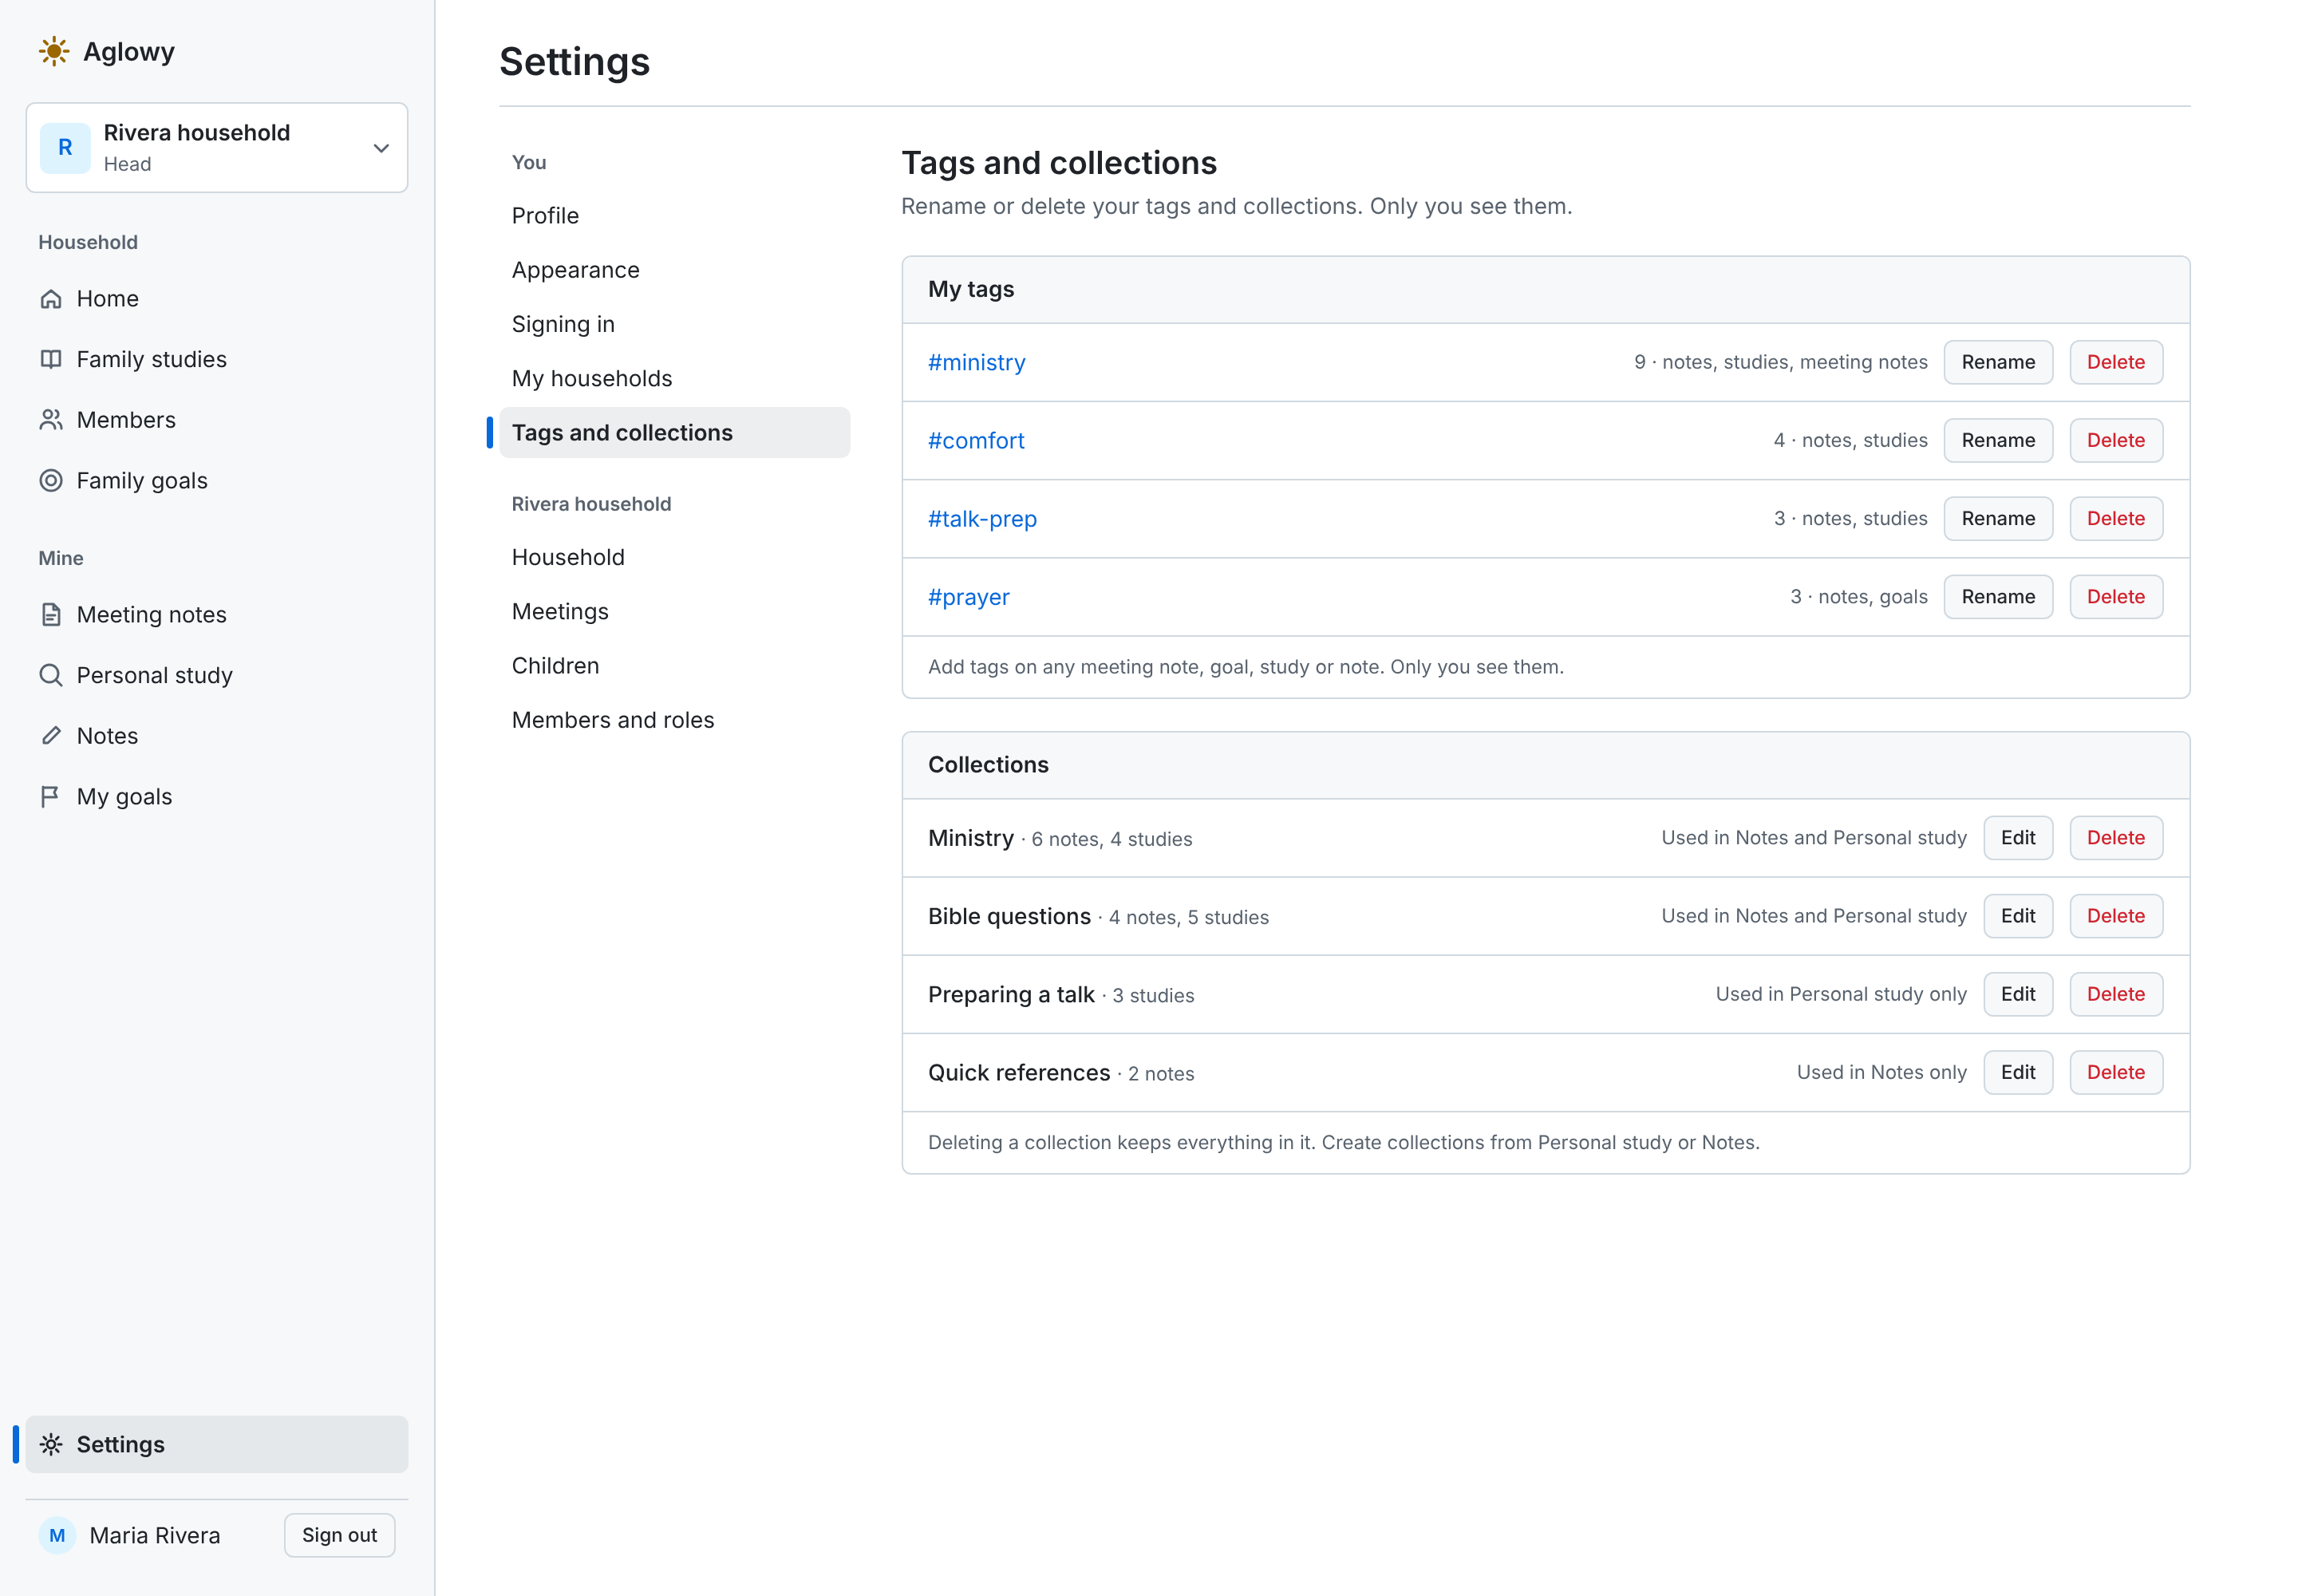 Aglowy
R
Rivera household
Head
Household
Home
Family studies
Members
Family goals
Mine
Meeting notes
Personal study
Notes
My goals
Settings
M
Maria Rivera
Sign out
Settings
You
Profile
Appearance
Signing in
My households
Tags and collections
Rivera household
Household
Meetings
Children
Members and roles
Tags and collections
Rename or delete your tags and collections. Only you see them.
My tags
#ministry 9 · notes, studies, meeting notes Rename Delete
#comfort 4 · notes, studies Rename Delete
#talk-prep 3 · notes, studies Rename Delete
#prayer 3 · notes, goals Rename Delete
Add tags on any meeting note, goal, study or note. Only you see them.
Collections
Ministry · 6 notes, 4 studies Used in Notes and Personal study Edit Delete
Bible questions · 4 notes, 5 studies Used in Notes and Personal study Edit Delete
Preparing a talk · 3 studies Used in Personal study only Edit Delete
Quick references · 2 notes Used in Notes only Edit Delete
Deleting a collection keeps everything in it. Create collections from Personal study or Notes.